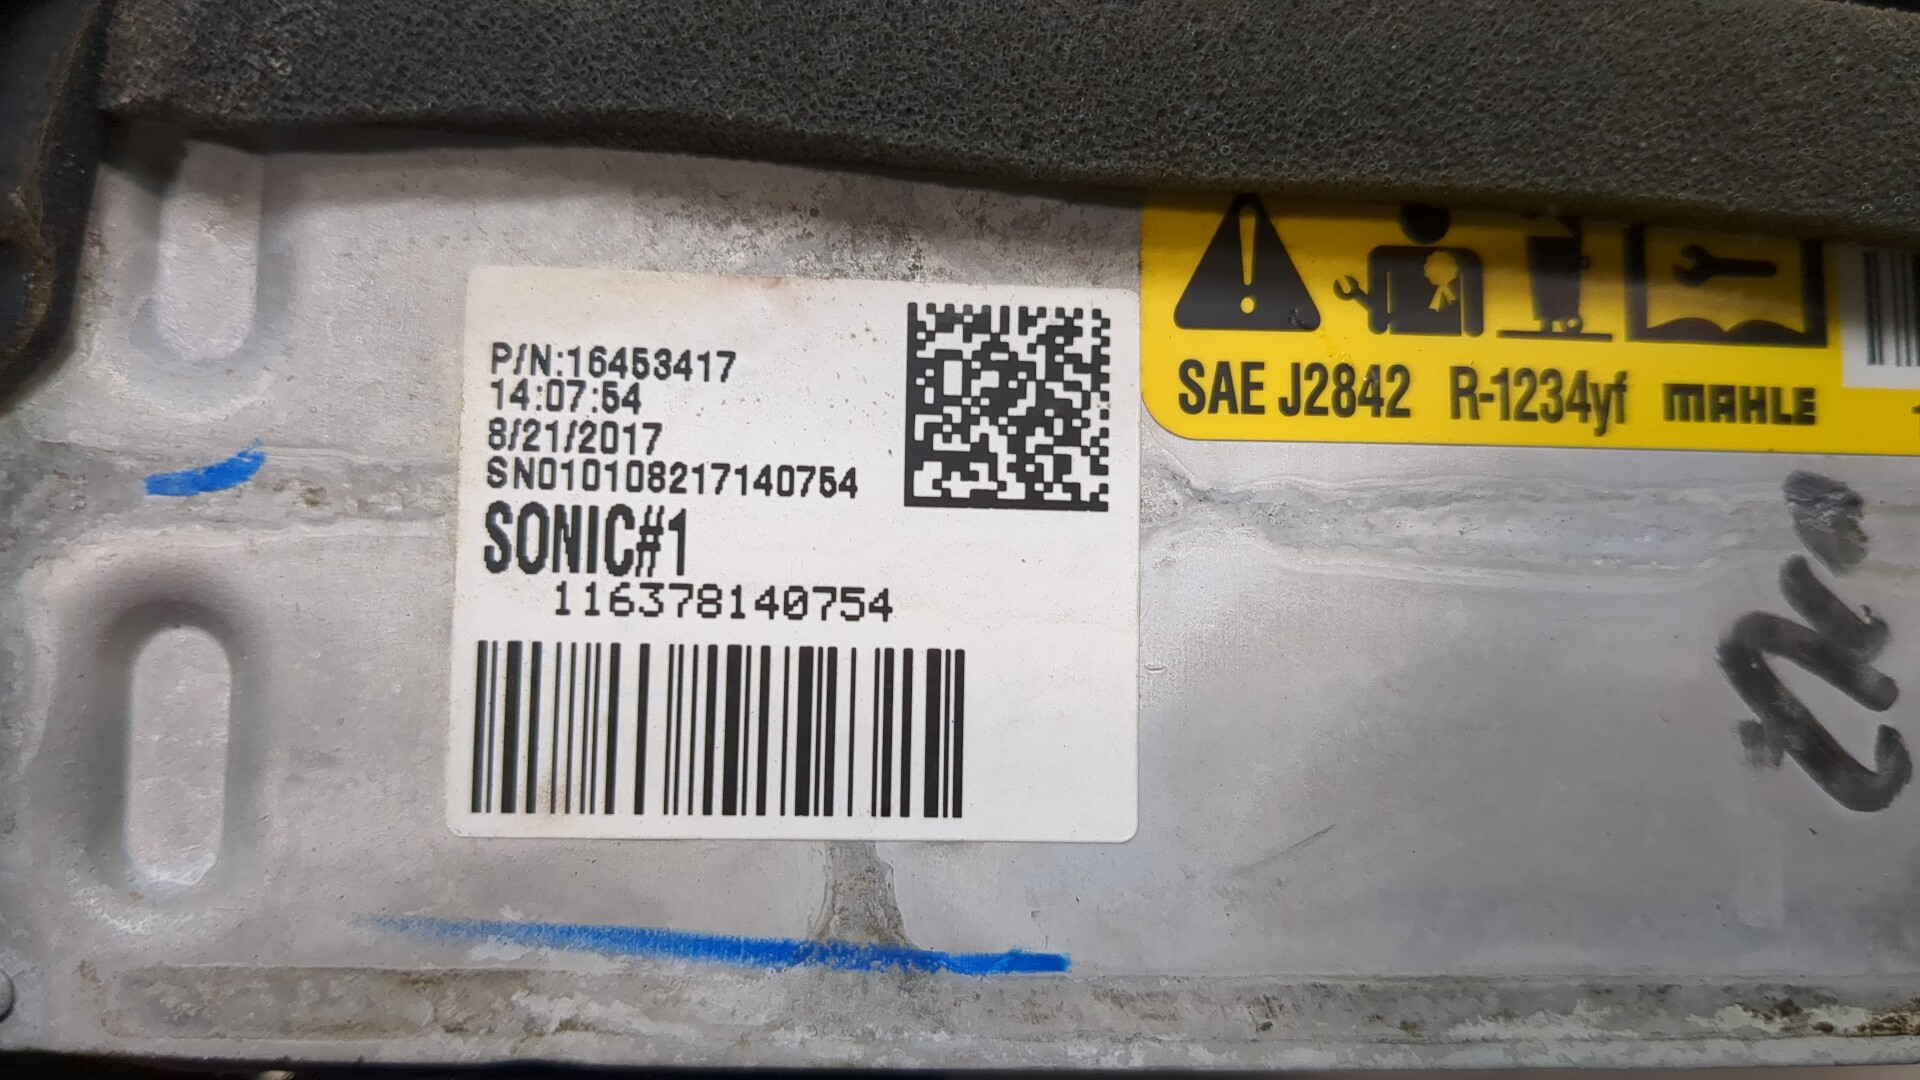 P/N:16453417
14:07:54
8/21/2017
SN010108217140754
SONIC#1
116378140754
SAE J2842 R-1234yf MAHLE